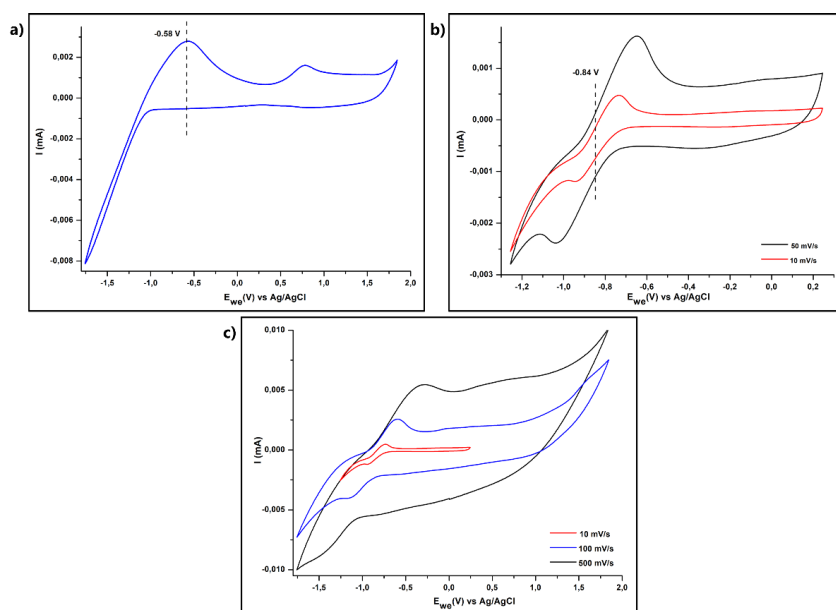 a)
-0.58 V
0,002
0,000
-0,002
-0,004
-0,006
-0,008
I (mA)
-1,5 -1,0 -0,5 0,0 0,5 1,0 1,5 2,0
Ewe(V) vs Ag/AgCl
b)
-0.84 V
0,001
0,000
-0,001
-0,002
-0,003
I (mA)
50 mV/s
10 mV/s
-1,2 -1,0 -0,8 -0,6 -0,4 -0,2 0,0 0,2
Ewe(V) vs Ag/AgCl
c)
0,010
0,005
0,000
-0,005
-0,010
I (mA)
10 mV/s
100 mV/s
500 mV/s
-1,5 -1,0 -0,5 0,0 0,5 1,0 1,5 2,0
Ewe(V) vs Ag/AgCl